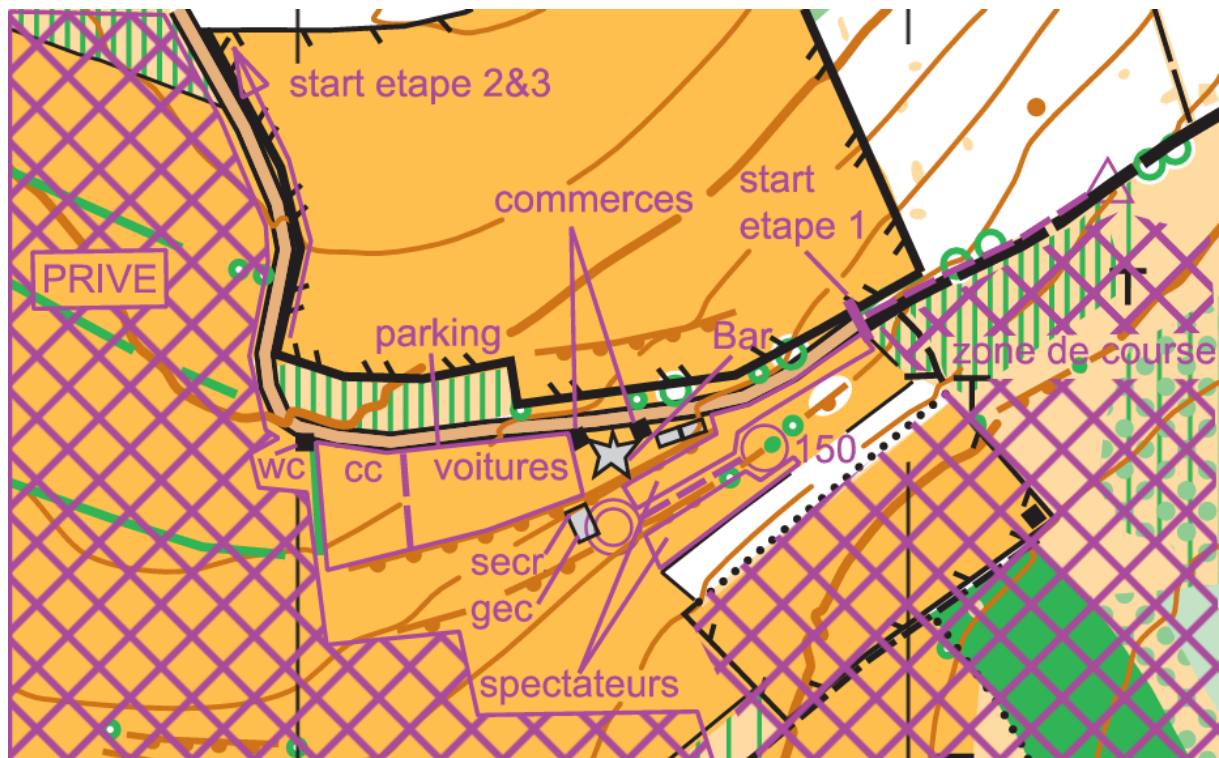 start etape 2&3
commerces
start
etape 1
PRIVE
parking
Bar
zone de course
wc
cc
voitures
150
secr
gec
spectateurs